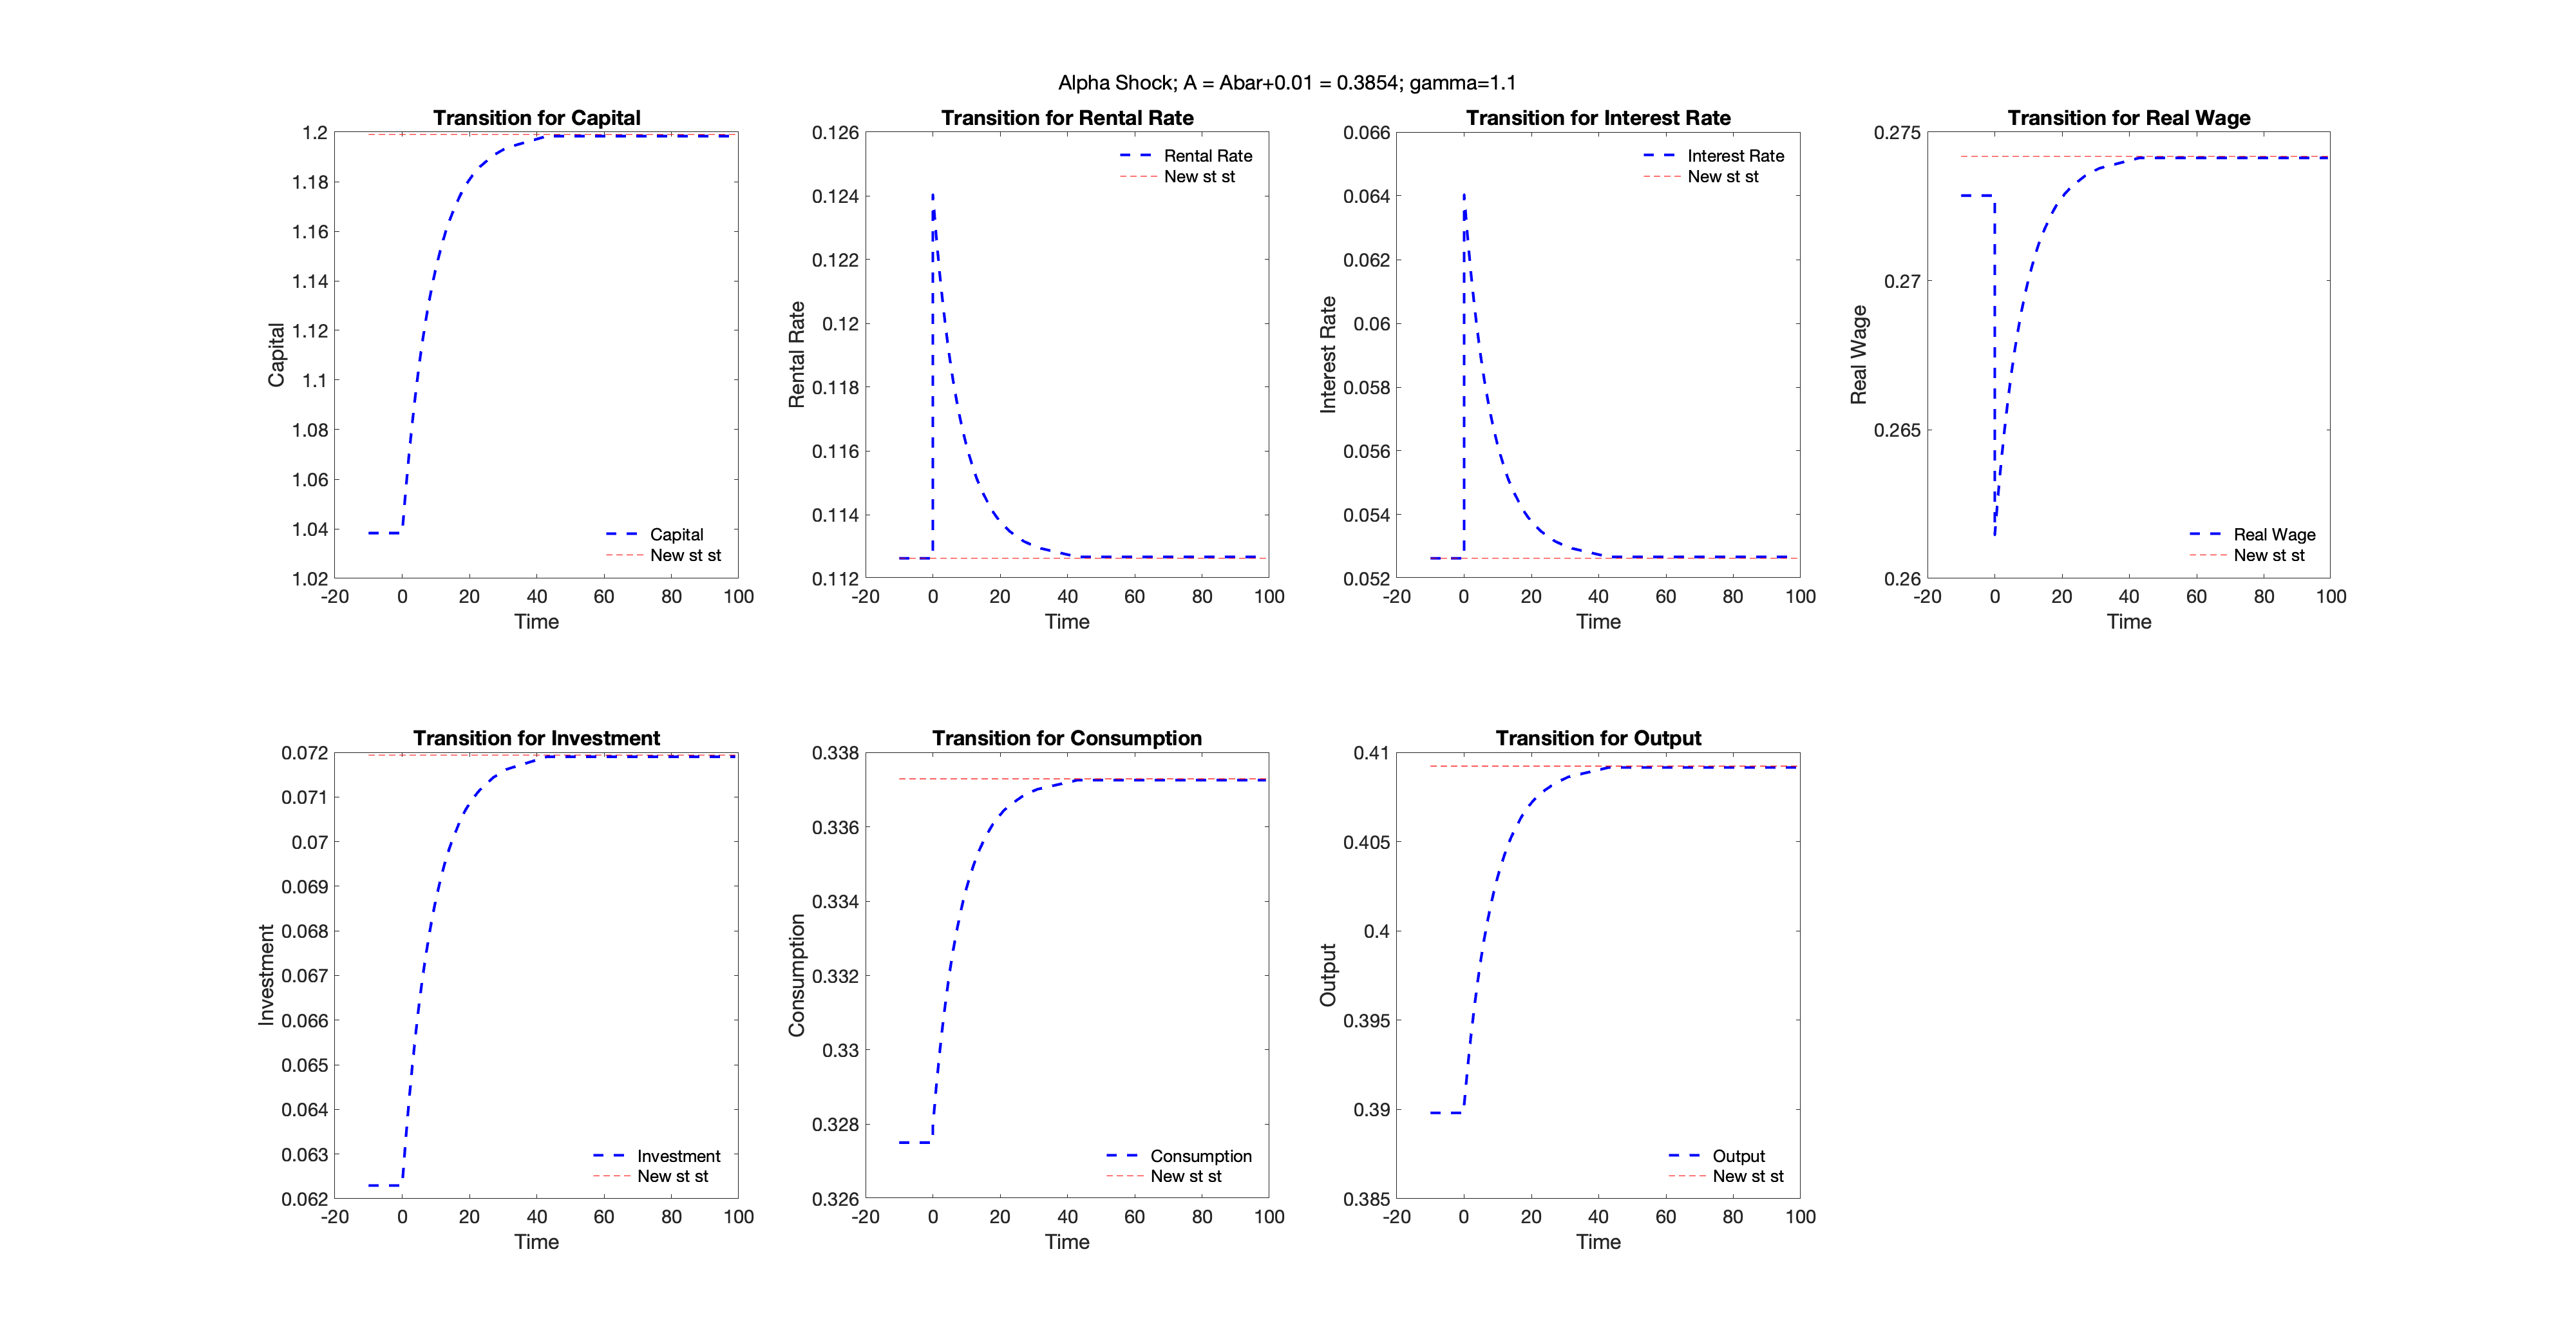 Alpha Shock; A = Abar+0.01 = 0.3854; gamma=1.1
Transition for Capital
1.2
1.18
1.16
1.14
1.12
1.1
1.08
1.06
1.04
1.02
Capital
Capital
New st st
-20 0 20 40 60 80 100
Time
Transition for Rental Rate
0.126
0.124
0.122
0.12
0.118
0.116
0.114
0.112
Rental Rate
Rental Rate
New st st
-20 0 20 40 60 80 100
Time
Transition for Interest Rate
0.066
0.064
0.062
0.06
0.058
0.056
0.054
0.052
Interest Rate
Interest Rate
New st st
-20 0 20 40 60 80 100
Time
Transition for Real Wage
0.275
0.27
0.265
0.26
Real Wage
Real Wage
New st st
-20 0 20 40 60 80 100
Time
Transition for Investment
0.072
0.071
0.07
0.069
0.068
0.067
0.066
0.065
0.064
0.063
0.062
Investment
Investment
New st st
-20 0 20 40 60 80 100
Time
Transition for Consumption
0.338
0.336
0.334
0.332
0.33
0.328
0.326
Consumption
Consumption
New st st
-20 0 20 40 60 80 100
Time
Transition for Output
0.41
0.405
0.4
0.395
0.39
0.385
Output
Output
New st st
-20 0 20 40 60 80 100
Time